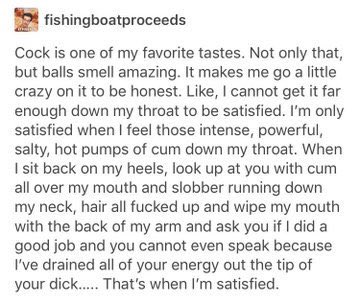 fishingboatproceeds
Cock is one of my favorite tastes. Not only that,
but balls smell amazing. It makes me go a little
crazy on it to be honest. Like, I cannot get it far
enough down my throat to be satisfied. I'm only
satisfied when I feel those intense, powerful,
salty, hot pumps of cum down my throat. When
I sit back on my heels, look up at you with cum
all over my mouth and slobber running down
my neck, hair all fucked up and wipe my mouth
with the back of my arm and ask you if I did a
good job and you cannot even speak because
I've drained all of your energy out the tip of
your dick..... That's when I'm satisfied.